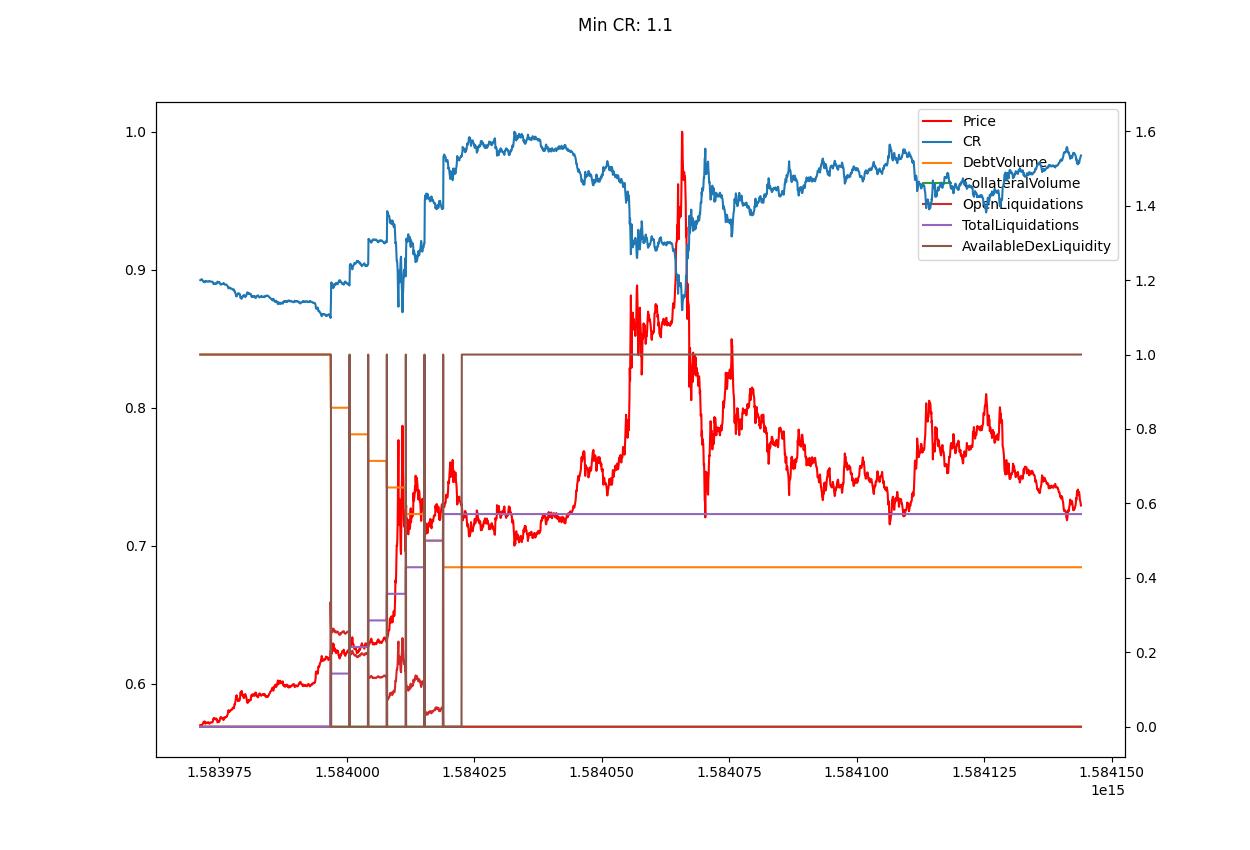 Min CR: 1.1
1.0
0.9
0.8
0.7
0.6
1.6
1.4
1.2
1.0
0.8
0.6
0.4
0.2
0.0
Price
CR
DebtVolume
CollateralVolume
OpenLiquidations
TotalLiquidations
AvailableDexLiquidity
1.583975 1.584000 1.584025 1.584050 1.584075 1.584100 1.584125 1.584150
1e15